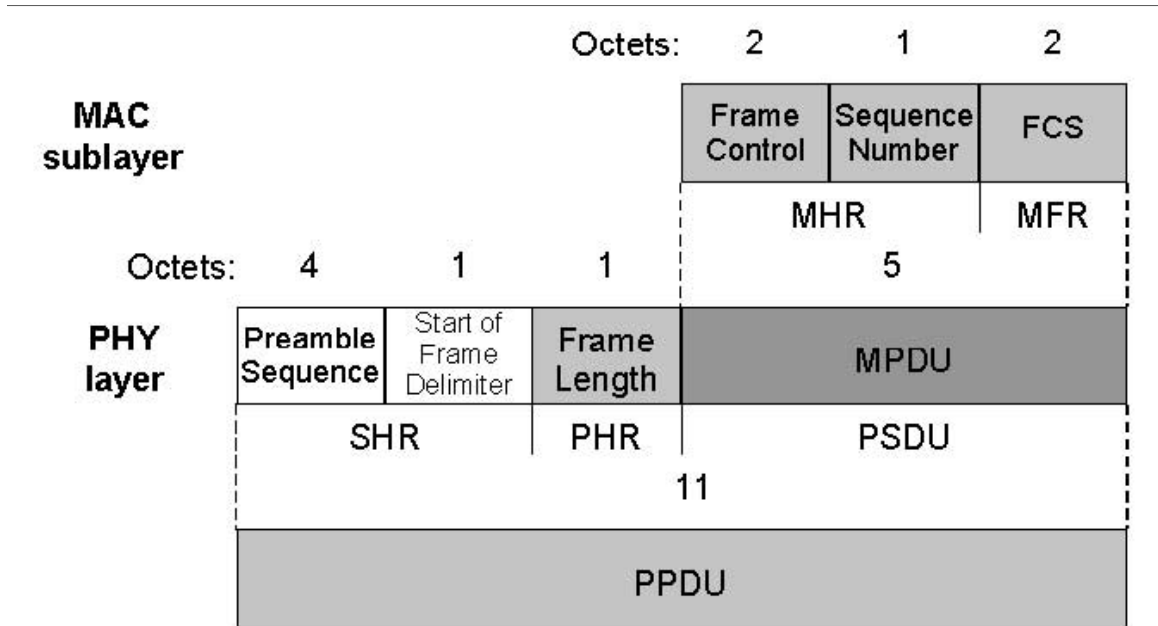 Octets: 2 1 2
MAC
sublayer
Frame
Control
Sequence
Number
FCS
MHR MFR
Octets: 4 1 1 5
PHY
layer
Preamble
Sequence
Start of
Frame
Delimiter
Frame
Length
MPDU
SHR PHR PSDU
11
PPDU